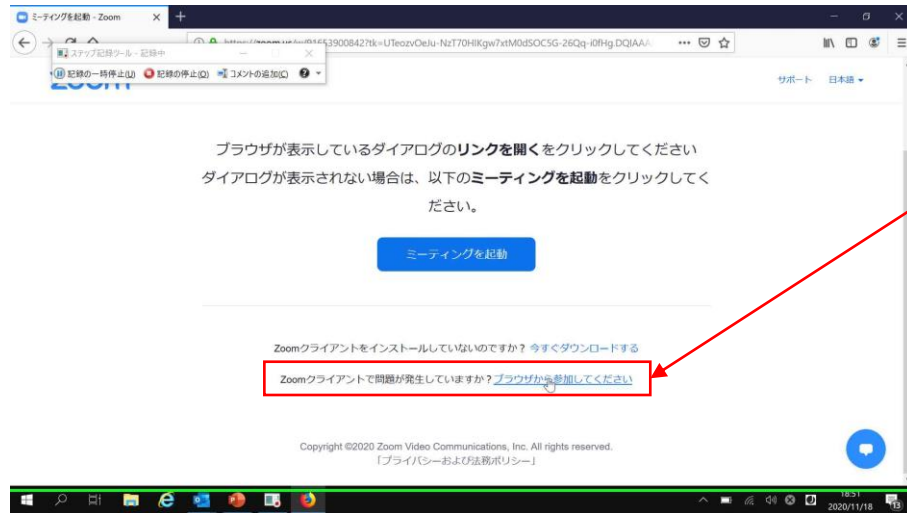 ミーティングを起動 - Zoom
ステップ記録ツール - 記録中
記録の一時停止(U) 記録の停止(O) コメントの追加(C)
サポート 日本語
ブラウザが表示しているダイアログのリンクを開くをクリックしてください
ダイアログが表示されない場合は、以下のミーティングを起動をクリックしてく
ださい。
ミーティングを起動
Zoomクライアントをインストールしていないのですか？ 今すぐダウンロードする
Zoomクライアントで問題が発生していますか？ブラウザから参加してください
Copyright ©2020 Zoom Video Communications, Inc. All rights reserved.
「プライバシーおよび法務ポリシー」
18:51
2020/11/18